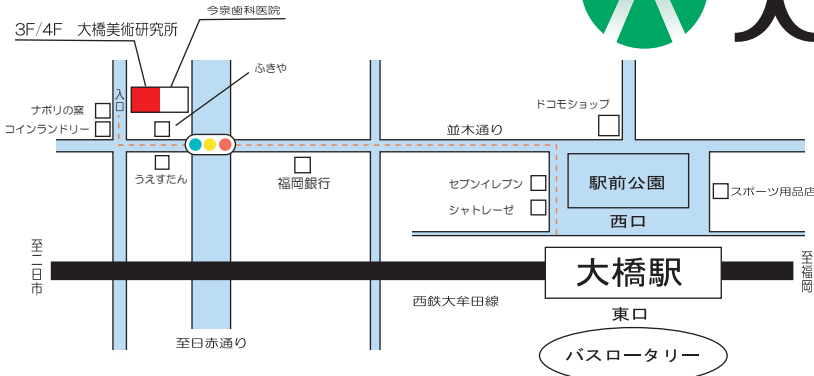 今泉歯科医院
3F/4F 大橋美術研究所
ふきや
入口
ナポリの窯
コインランドリー
ドコモショップ
並木通り
うえすたん
福岡銀行
セブンイレブン
シャトレーゼ
駅前公園
スポーツ用品店
西口
至二日市
大橋駅
至福岡
西鉄大牟田線
東口
至日赤通り
バスロータリー